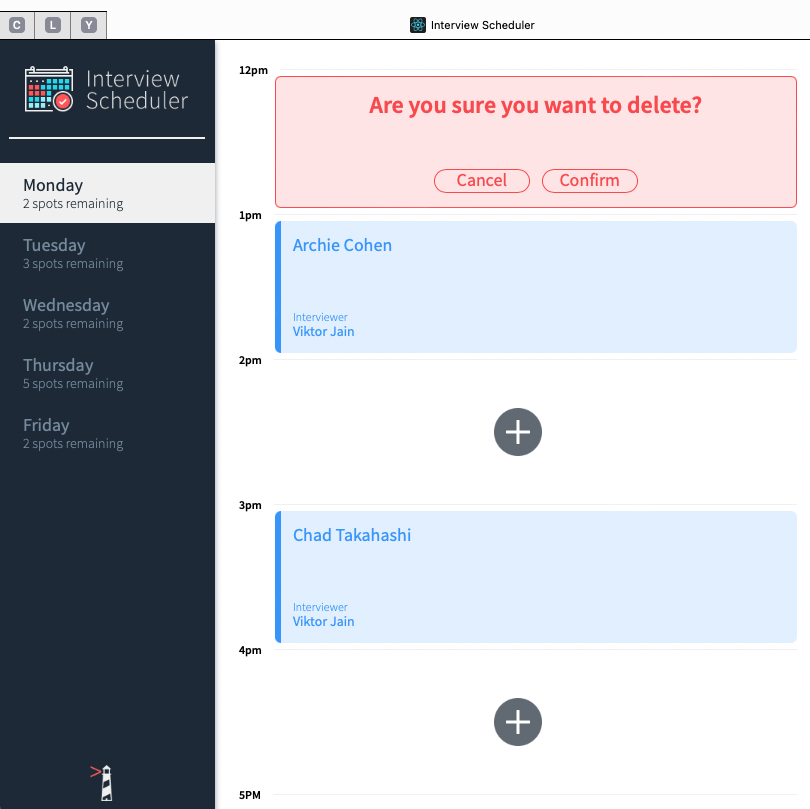 C L Y
Interview Scheduler
Interview
Scheduler
Monday
2 spots remaining
Tuesday
3 spots remaining
Wednesday
2 spots remaining
Thursday
5 spots remaining
Friday
2 spots remaining
12pm
Are you sure you want to delete?
Cancel Confirm
1pm
Archie Cohen
Interviewer
Viktor Jain
2pm
3pm
Chad Takahashi
Interviewer
Viktor Jain
4pm
5PM